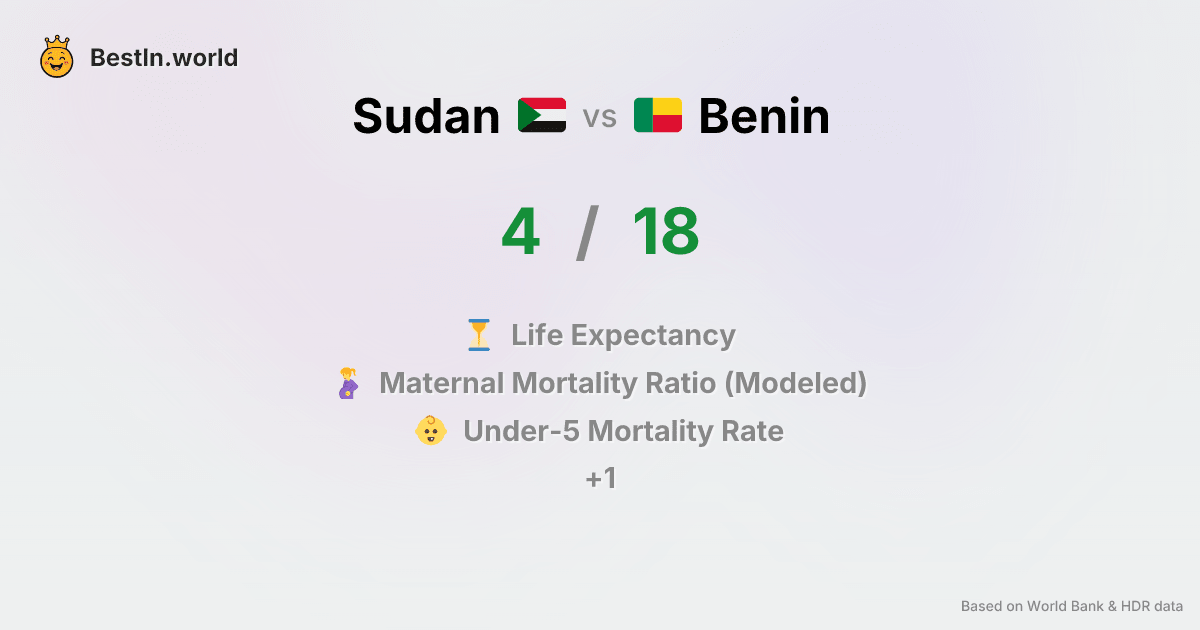 BestIn.world
Sudan vs Benin
4 / 18
Life Expectancy
Maternal Mortality Ratio (Modeled)
Under-5 Mortality Rate
+1
Based on World Bank & HDR data